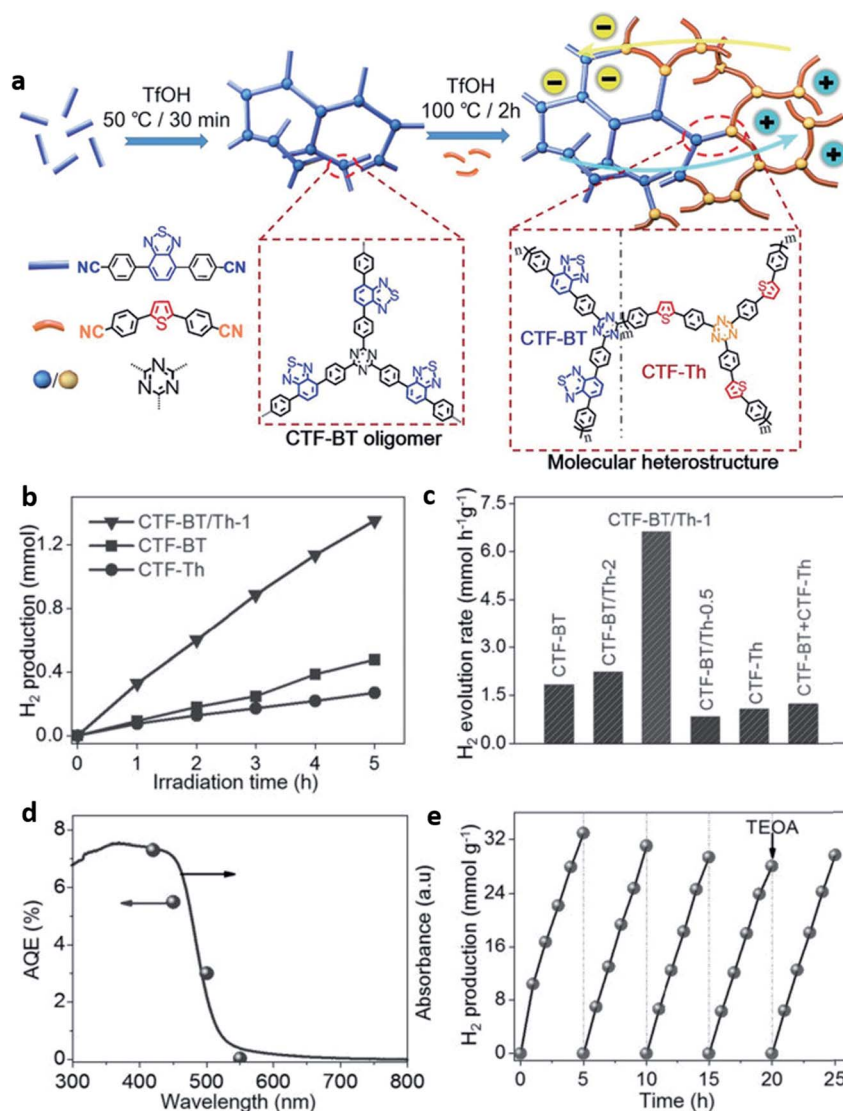 a
TfOH
50 °C / 30 min
TfOH
100 °C / 2h
NC
N
S
N
CN
NC
S
CN
/
N
N
N
CTF-BT oligomer
CTF-BT
CTF-Th
n
m
Molecular heterostructure
b
H₂ production (mmol)
1.2
0.8
0.4
0.0
CTF-BT/Th-1
CTF-BT
CTF-Th
0 1 2 3 4 5
Irradiation time (h)
c
H₂ evolution rate (mmol h⁻¹g⁻¹)
7.5
6.0
4.5
3.0
1.5
0.0
CTF-BT
CTF-BT/Th-2
CTF-BT/Th-1
CTF-BT/Th-0.5
CTF-Th
CTF-BT+CTF-Th
d
AQE (%)
8
6
4
2
0
Absorbance (a.u)
300 400 500 600 700 800
Wavelength (nm)
e
H₂ production (mmol g⁻¹)
32
24
16
8
0
TEOA
0 5 10 15 20 25
Time (h)